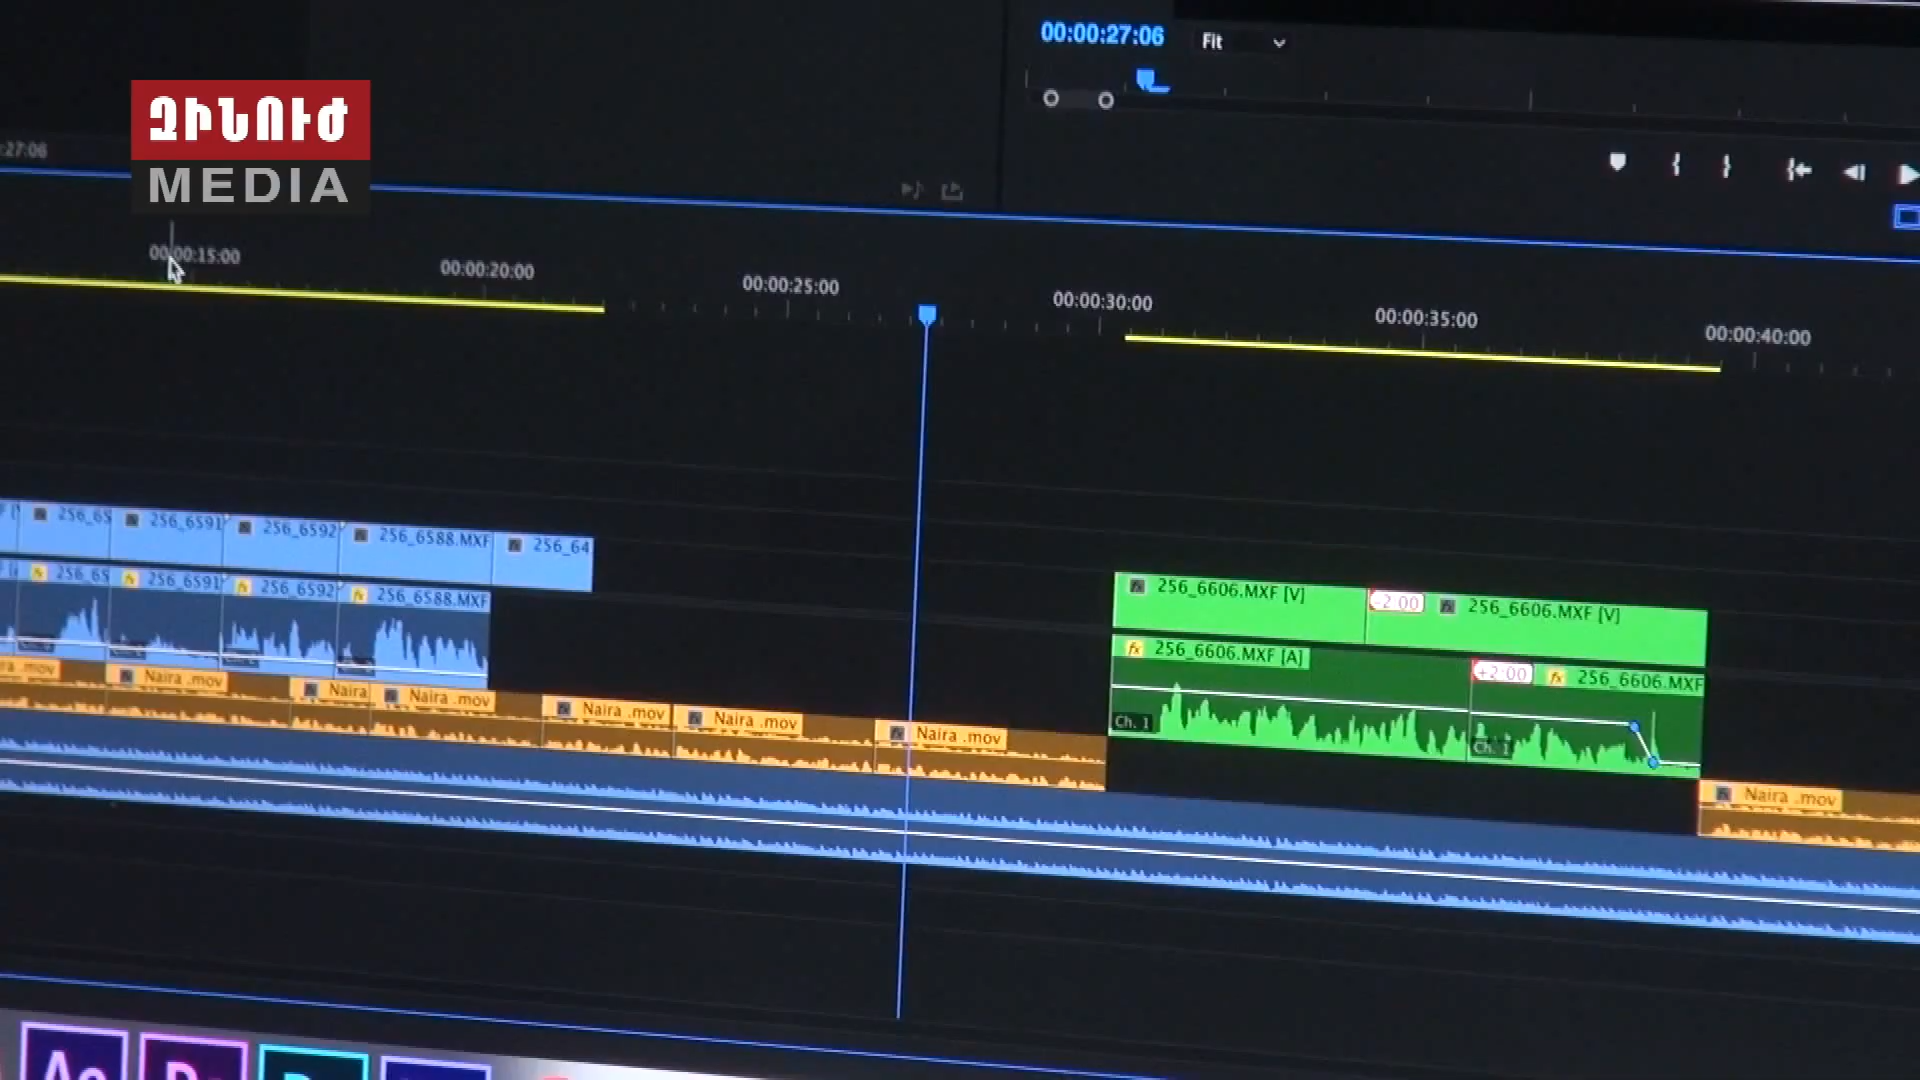 00:00:27:06 Fit
ԶԻՆՈՒԺ
MEDIA
:27:06
00:00:15:00 00:00:20:00 00:00:25:00 00:00:30:00 00:00:35:00 00:00:40:00
256_65 256_6591 256_6592 256_6588.MXF 256_64
256_65 256_6591 256_6592 256_6588.MXF
256_6606.MXF [V] -2:00 256_6606.MXF [V]
256_6606.MXF [A] +2:00 256_6606.MXF
Ch. 1 Ch. 1
ra .mov Naira .mov Naira Naira .mov Naira .mov Naira .mov Naira .mov Naira .mov
Ae